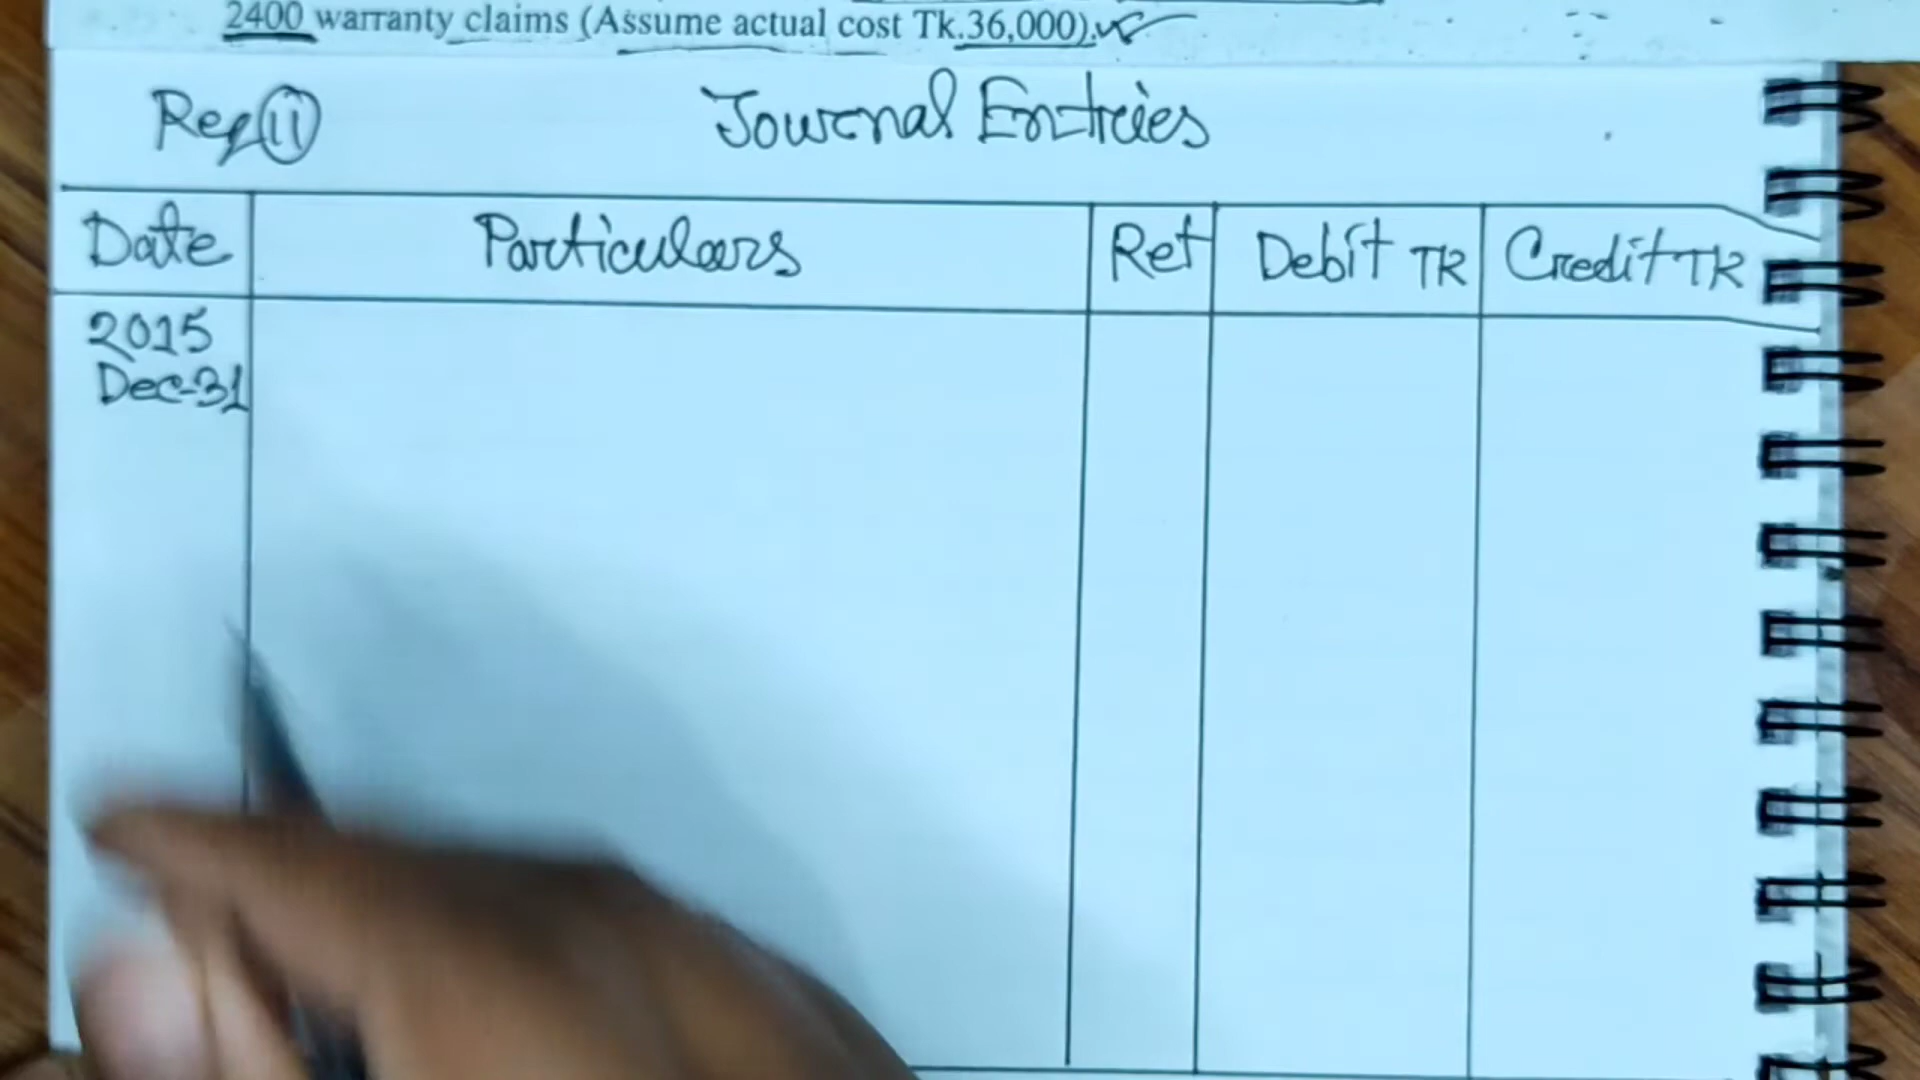 2400 warranty claims (Assume actual cost Tk.36,000).
Req (ii) Journal Entries
Date Particulars Ref Debit TK Credit TK
2015
Dec-31